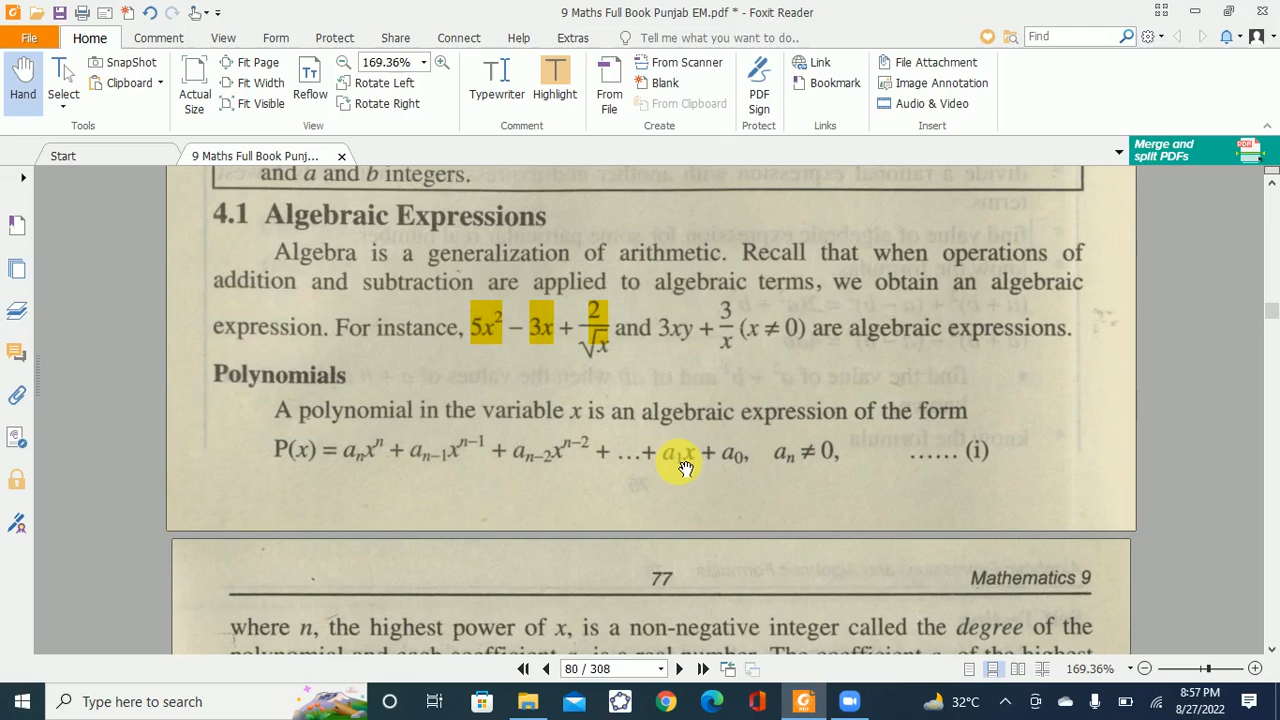 9 Maths Full Book Punjab EM.pdf * - Foxit Reader
File Home Comment View Form Protect Share Connect Help Extras Tell me what you want to do... Find
Hand
Select
SnapShot
Clipboard
Actual Size
Fit Page
Fit Width
Fit Visible
Reflow
169.36%
Rotate Left
Rotate Right
Typewriter
Highlight
From File
From Scanner
Blank
From Clipboard
PDF Sign
Link
Bookmark
File Attachment
Image Annotation
Audio & Video
Tools View Comment Create Protect Links Insert
Start 9 Maths Full Book Punj... Merge and split PDFs
and a and b integers.
4.1 Algebraic Expressions
Algebra is a generalization of arithmetic. Recall that when operations of
addition and subtraction are applied to algebraic terms, we obtain an algebraic
expression. For instance, 5x² – 3x + 2/√x and 3xy + 3/x (x ≠ 0) are algebraic expressions.
Polynomials
A polynomial in the variable x is an algebraic expression of the form
P(x) = aₙxⁿ + aₙ₋₁xⁿ⁻¹ + aₙ₋₂xⁿ⁻² + …+ a₁x + a₀, aₙ ≠ 0, …… (i)
77 Mathematics 9
where n, the highest power of x, is a non-negative integer called the degree of the
80 / 308 169.36%
Type here to search 32°C 8:57 PM
8/27/2022